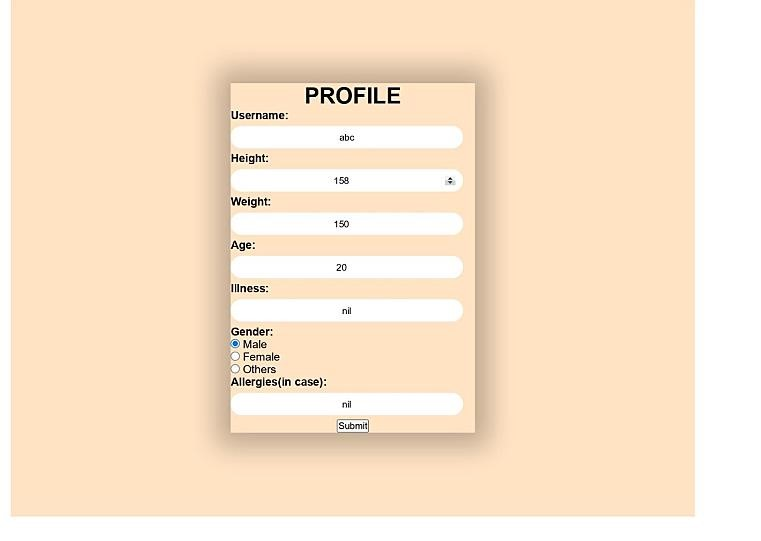 PROFILE
Username:
abc
Height:
158
Weight:
150
Age:
20
Illness:
nil
Gender:
Male
Female
Others
Allergies(in case):
nil
Submit